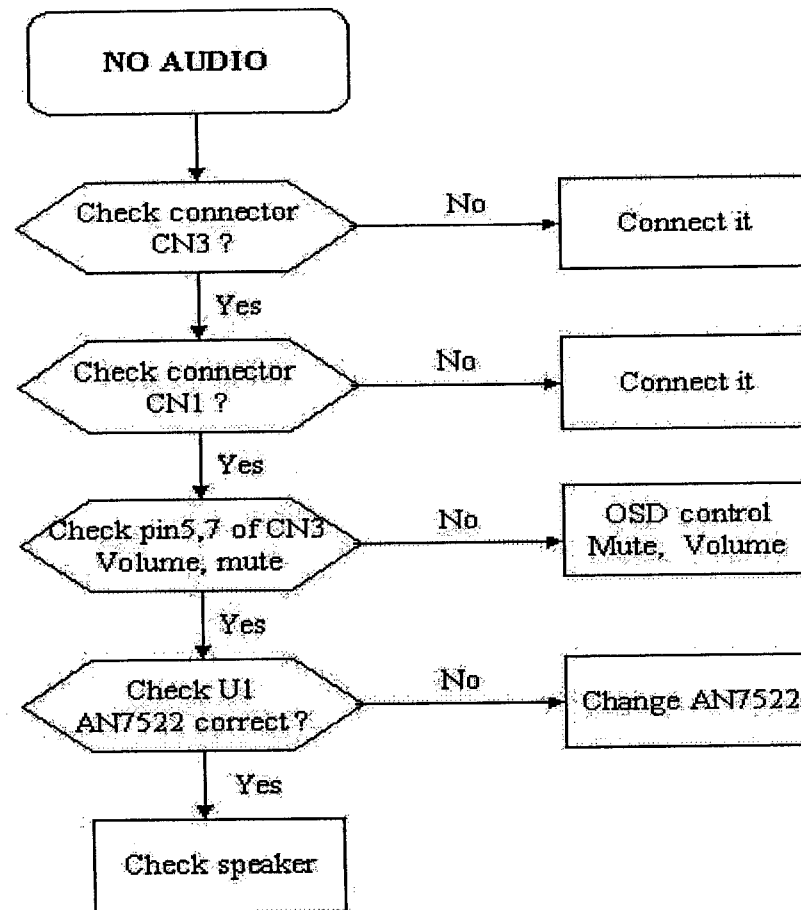 NO AUDIO
Check connector
CN3 ?
No
Connect it
Yes
Check connector
CN1 ?
No
Connect it
Yes
Check pin5,7 of CN3
Volume, mute
No
OSD control
Mute, Volume
Yes
Check U1
AN7522 correct ?
No
Change AN7522
Yes
Check speaker